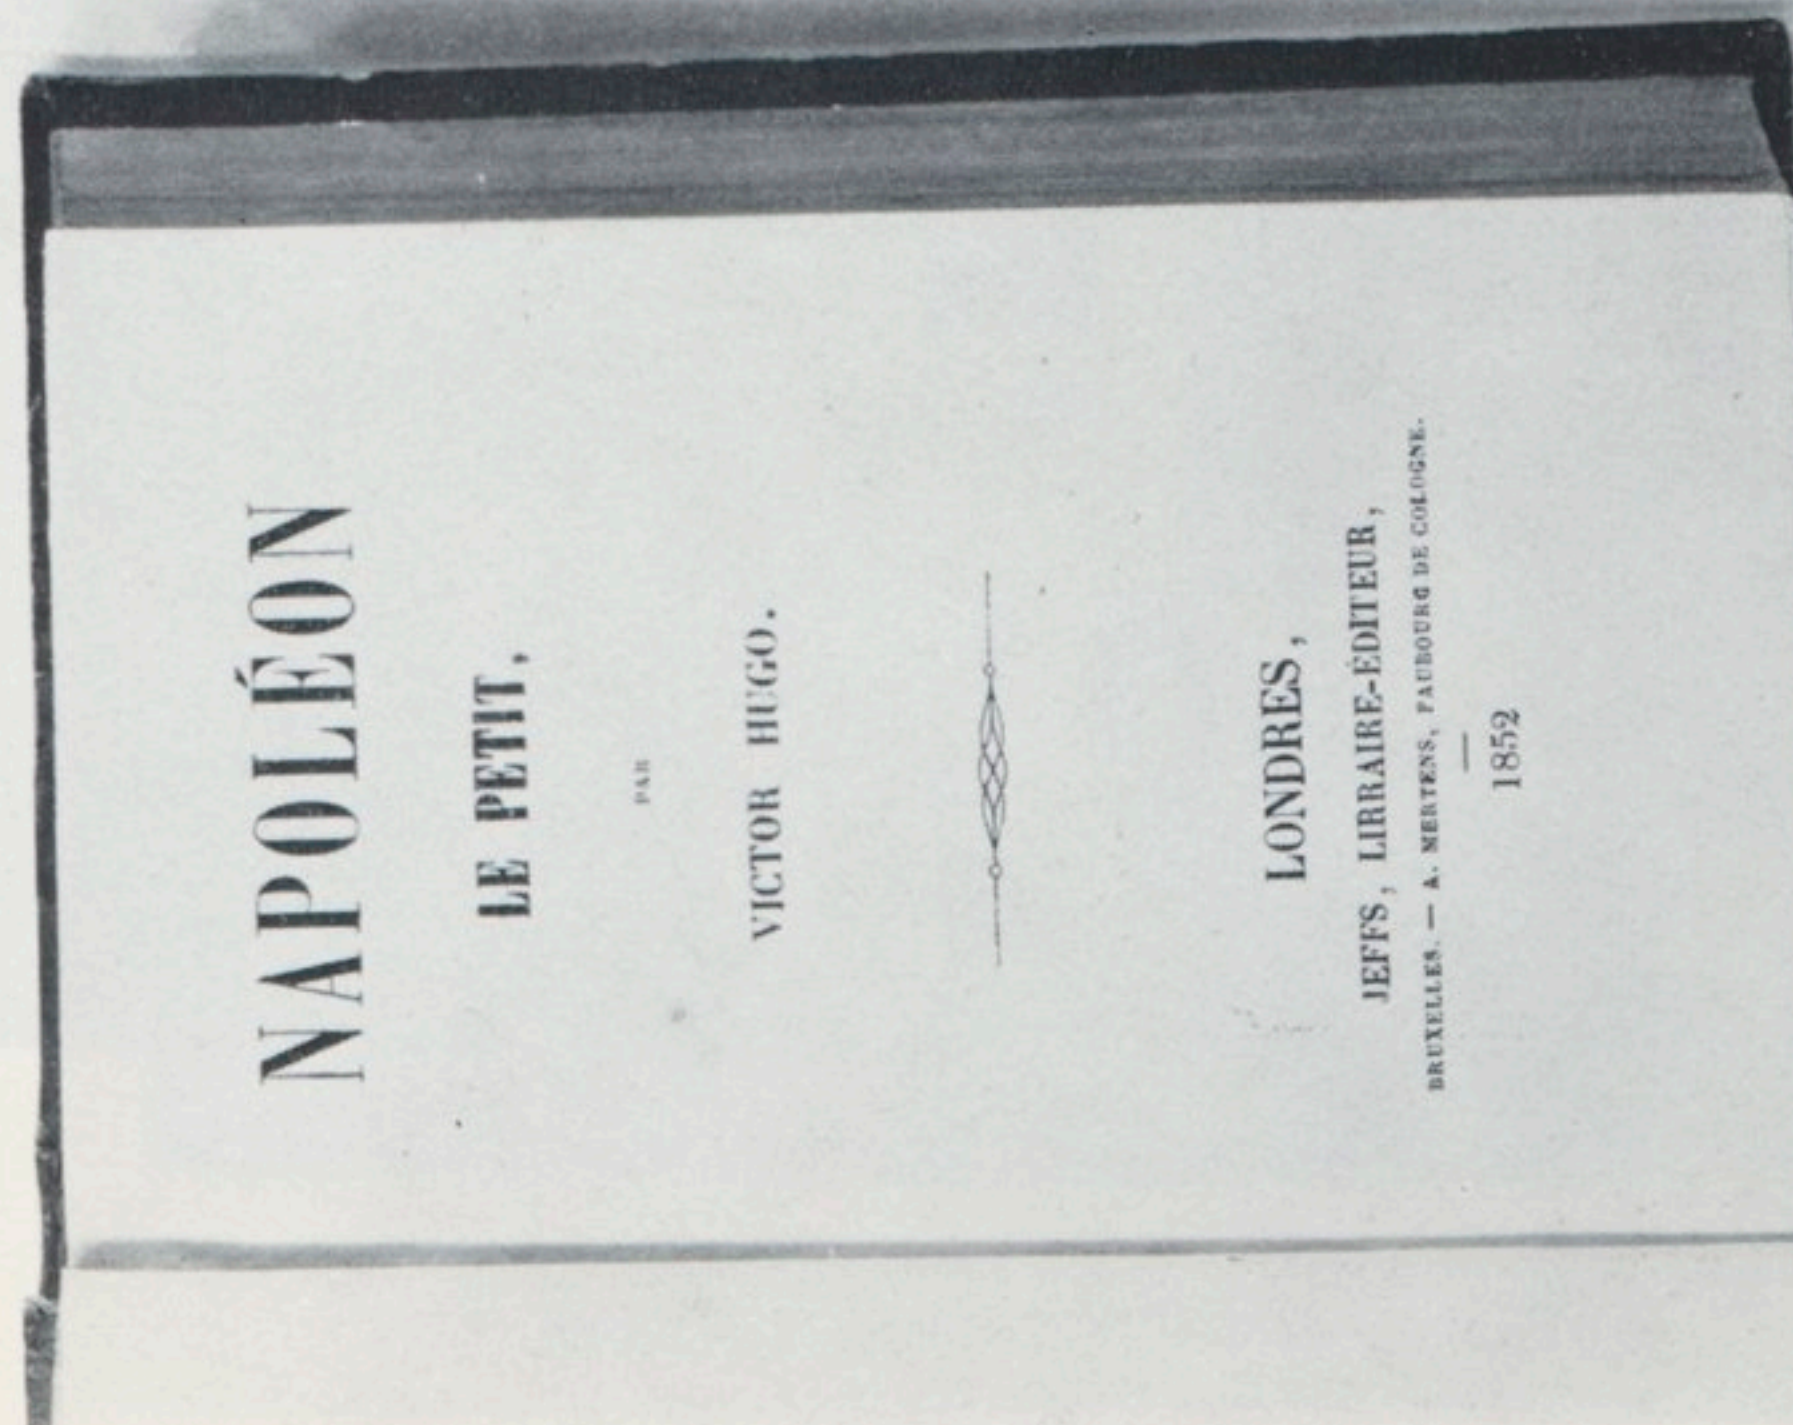 NAPOLÉON
LE PETIT,
PAR
VICTOR HUGO.
LONDRES,
JEFFS, LIBRAIRE-ÉDITEUR,
BRUXELLES. — A. MERTENS, FAUBOURG DE COLOGNE.
1852